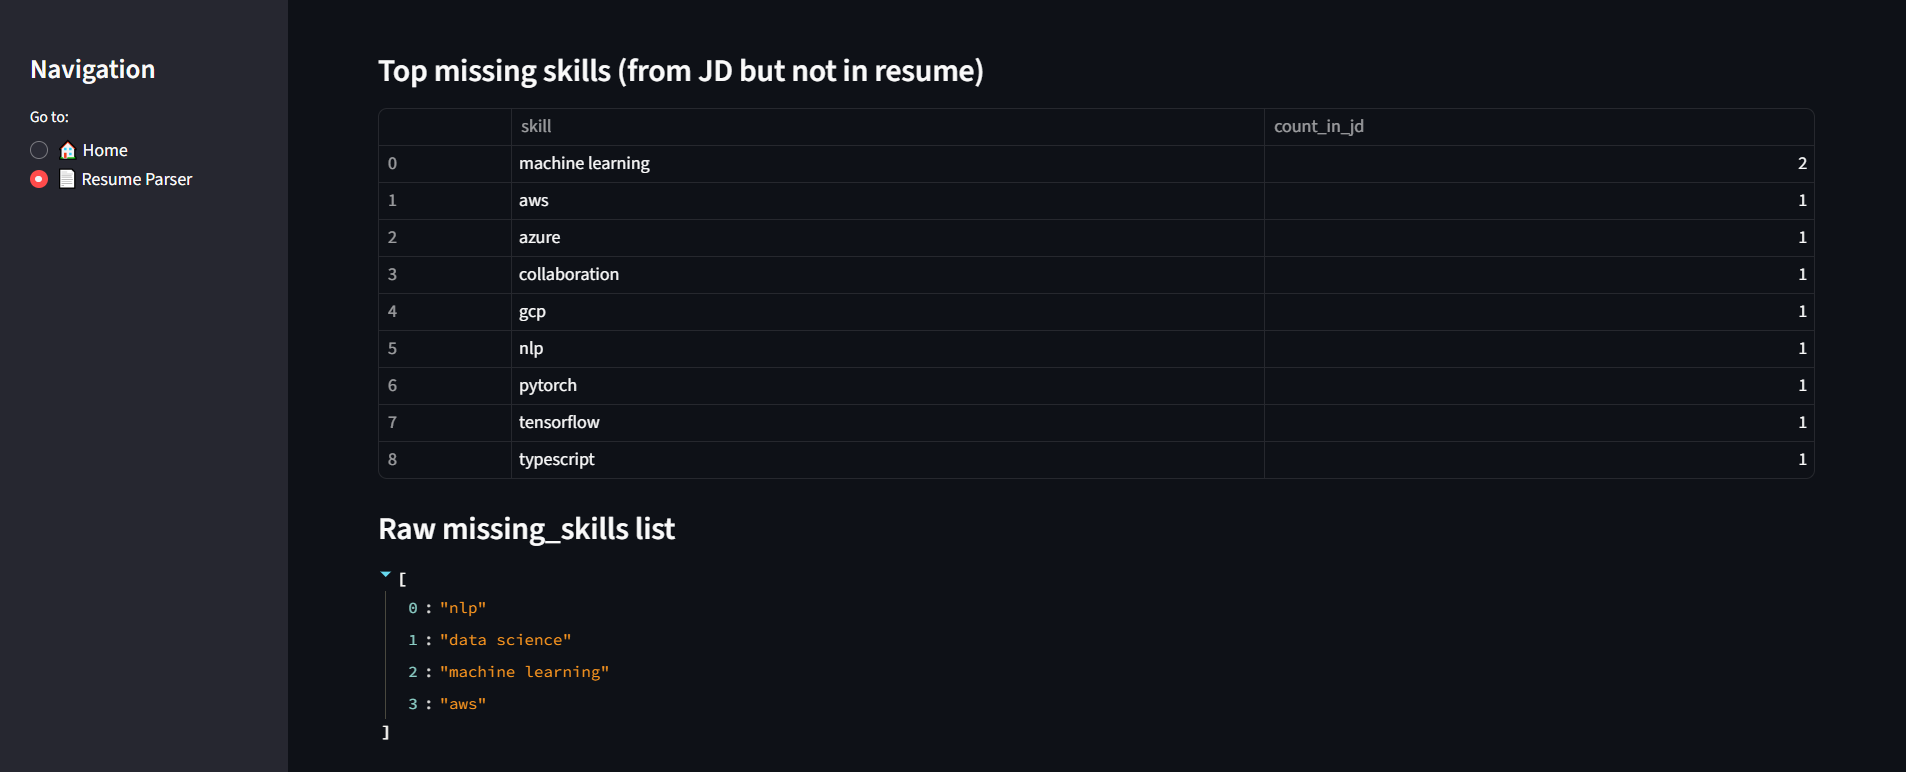 Navigation
Go to:
🏠 Home
📄 Resume Parser
Top missing skills (from JD but not in resume)
skill count_in_jd
0 machine learning 2
1 aws 1
2 azure 1
3 collaboration 1
4 gcp 1
5 nlp 1
6 pytorch 1
7 tensorflow 1
8 typescript 1
Raw missing_skills list
[
0 : "nlp"
1 : "data science"
2 : "machine learning"
3 : "aws"
]